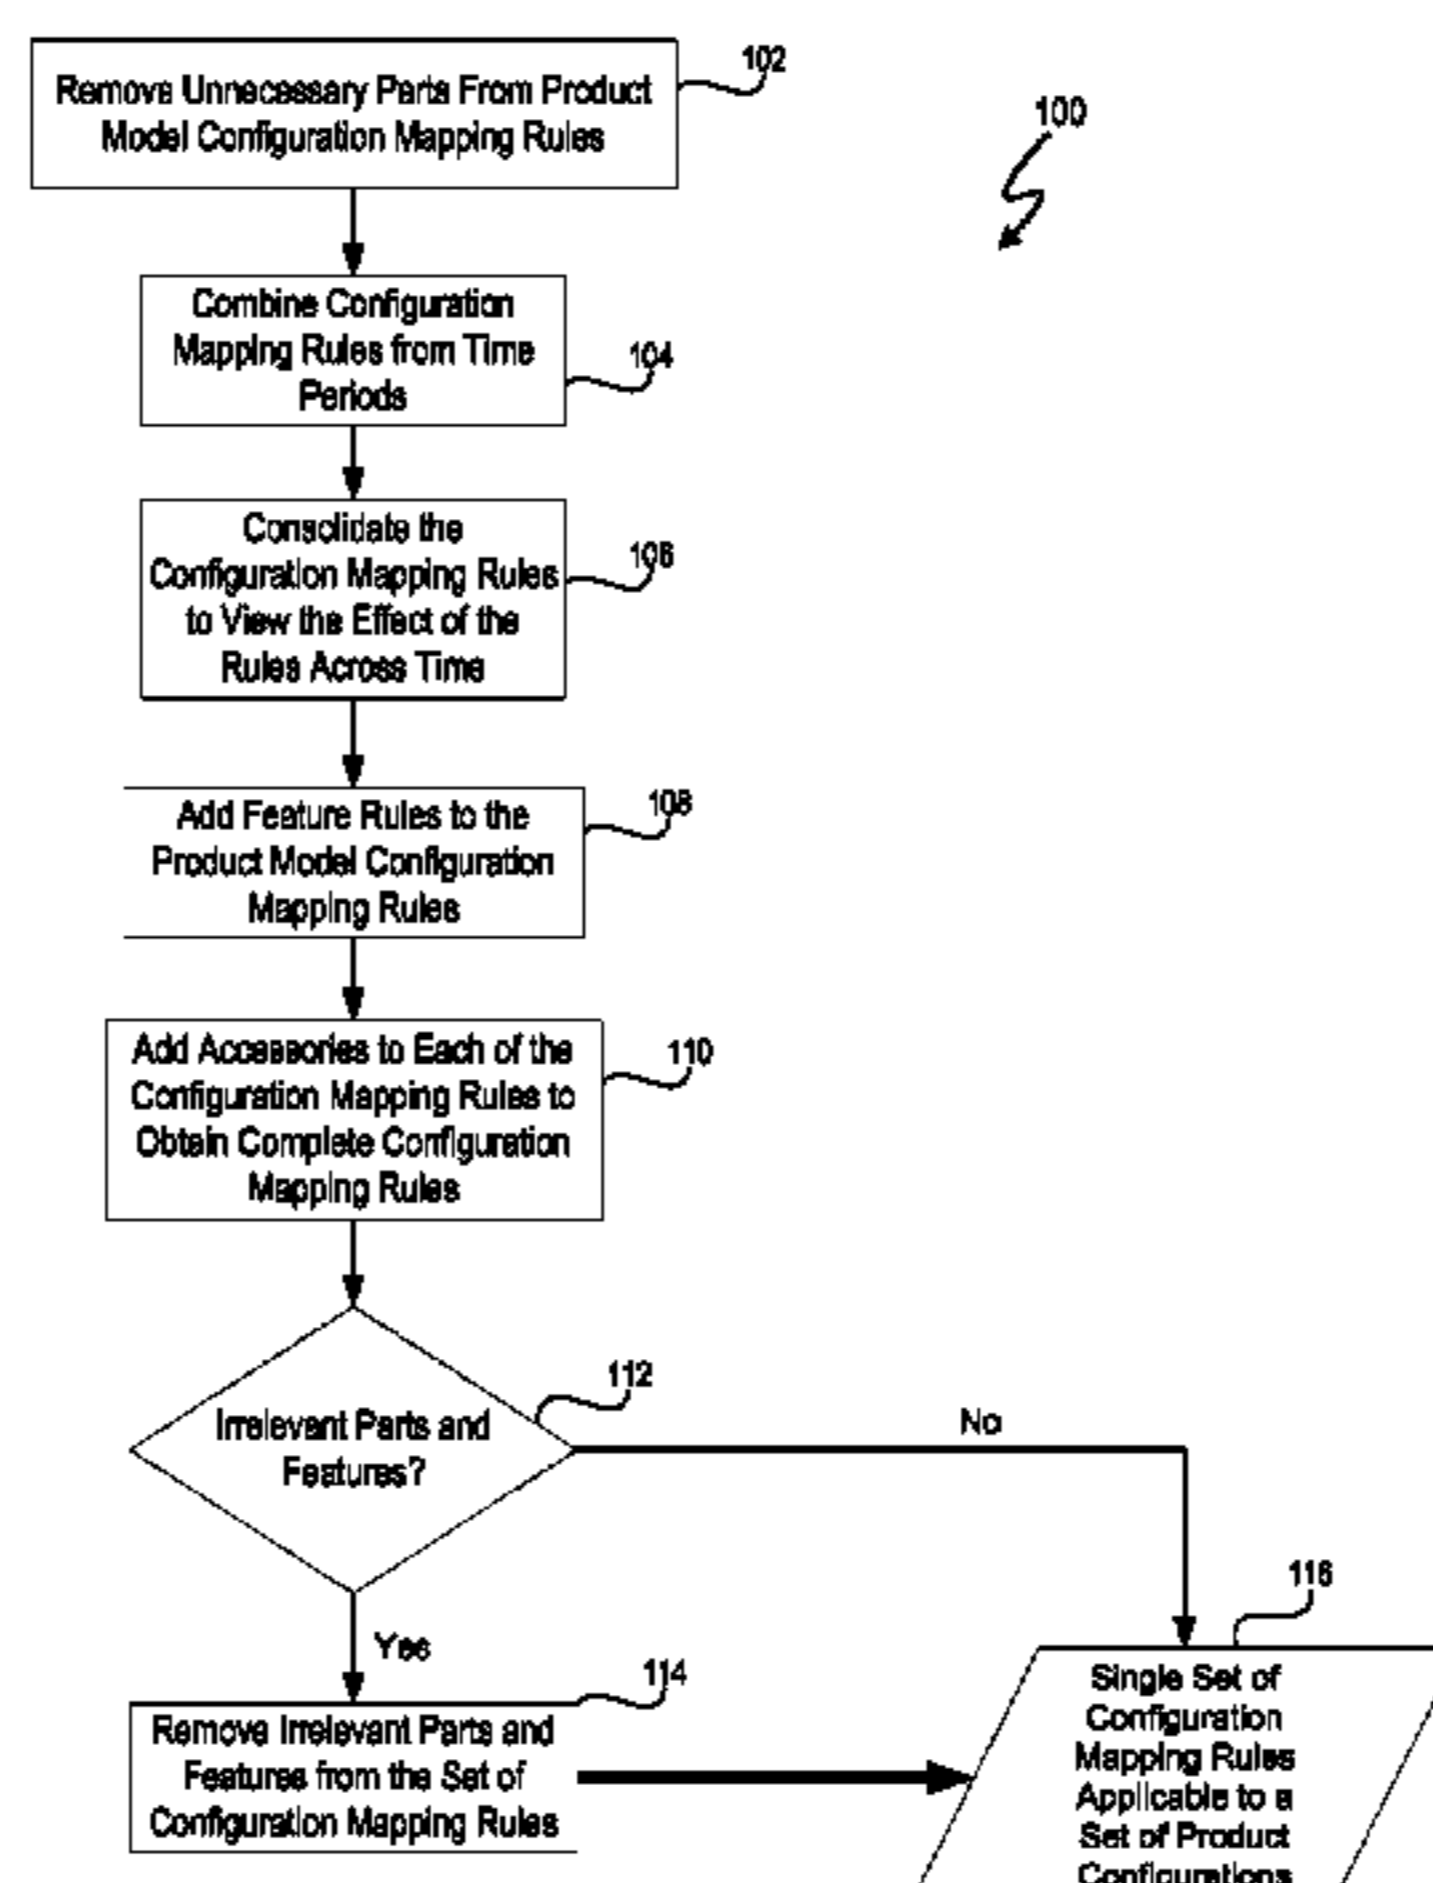 102
Remove Unnecessary Parts From Product
Model Configuration Mapping Rules
100
Combine Configuration
Mapping Rules from Time
Periods
104
Consolidate the
Configuration Mapping Rules
to View the Effect of the
Rules Across Time
106
Add Feature Rules to the
Product Model Configuration
Mapping Rules
108
Add Accessories to Each of the
Configuration Mapping Rules to
Obtain Complete Configuration
Mapping Rules
110
112
Irrelevant Parts and
Features?
No
Yes
114
Remove Irrelevant Parts and
Features from the Set of
Configuration Mapping Rules
116
Single Set of
Configuration
Mapping Rules
Applicable to a
Set of Product
Configurations